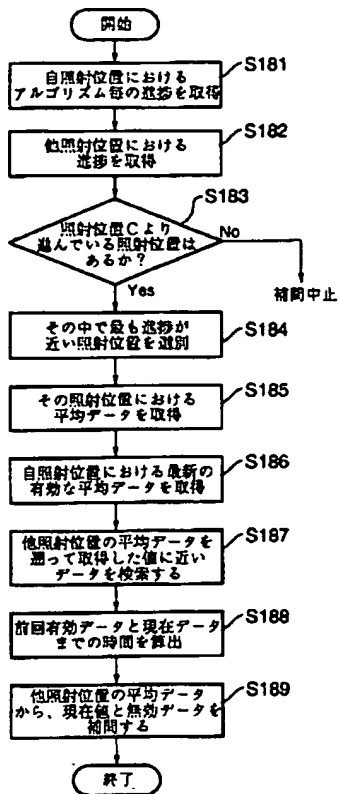 開始
S181
自照射位置における
アルゴリズム毎の進捗を取得
S182
他照射位置における
進捗を取得
S183
照射位置Cより
進んでいる照射位置は
あるか?
No
Yes
補間中止
S184
その中で最も進捗が
近い照射位置を選別
S185
その照射位置における
平均データを取得
S186
自照射位置における最新の
有効な平均データを取得
S187
他照射位置の平均データを
遡って取得した値に近い
データを検索する
S188
前回有効データと現在データ
までの時間を算出
S189
他照射位置の平均データ
から、現在値と無効データを
補間する
終了